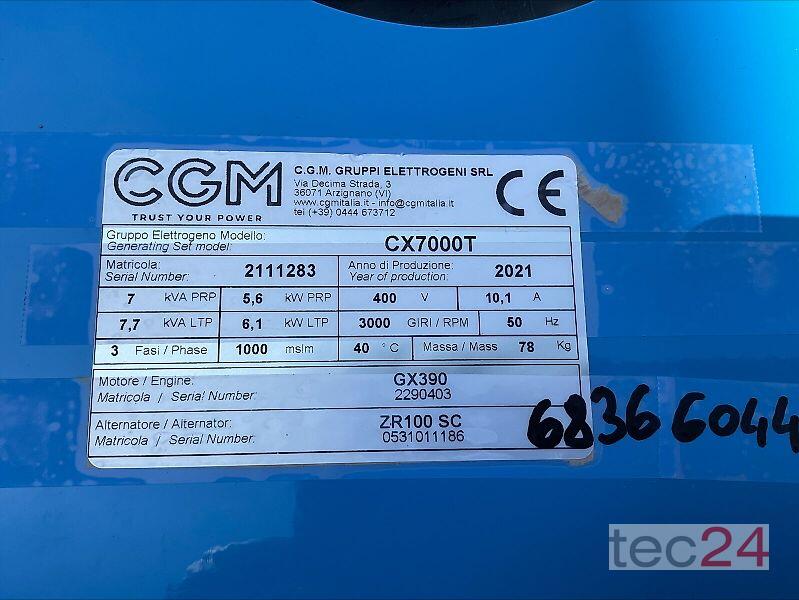 CGM
TRUST YOUR POWER
C.G.M. GRUPPI ELETTROGENI SRL
Via Decima Strada, 3
36071 Arzignano (VI)
www.cgmitalia.it - info@cgmitalia.it
tel (+39) 0444 673712
CE
Gruppo Elettrogeno Modello:
Generating Set model: CX7000T
Matricola: Serial Number: 2111283 Anno di Produzione: Year of production: 2021
7 kVA PRP 5,6 kW PRP 400 V 10,1 A
7,7 kVA LTP 6,1 kW LTP 3000 GIRI / RPM 50 Hz
3 Fasi / Phase 1000 mslm 40 °C Massa / Mass 78 Kg
Motore / Engine: GX390
Matricola / Serial Number: 2290403
Alternatore / Alternator: ZR100 SC
Matricola / Serial Number: 0531011186
68366044
tec24